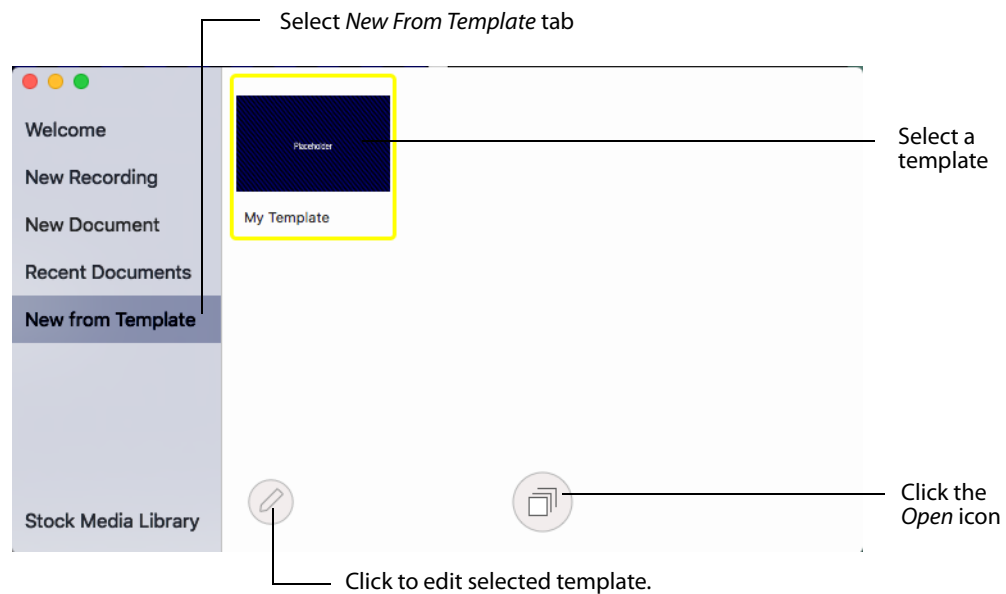 Select New From Template tab
Welcome
New Recording
New Document
Recent Documents
New from Template
Stock Media Library
Placeholder
My Template
Select a
template
Click the
Open icon
Click to edit selected template.